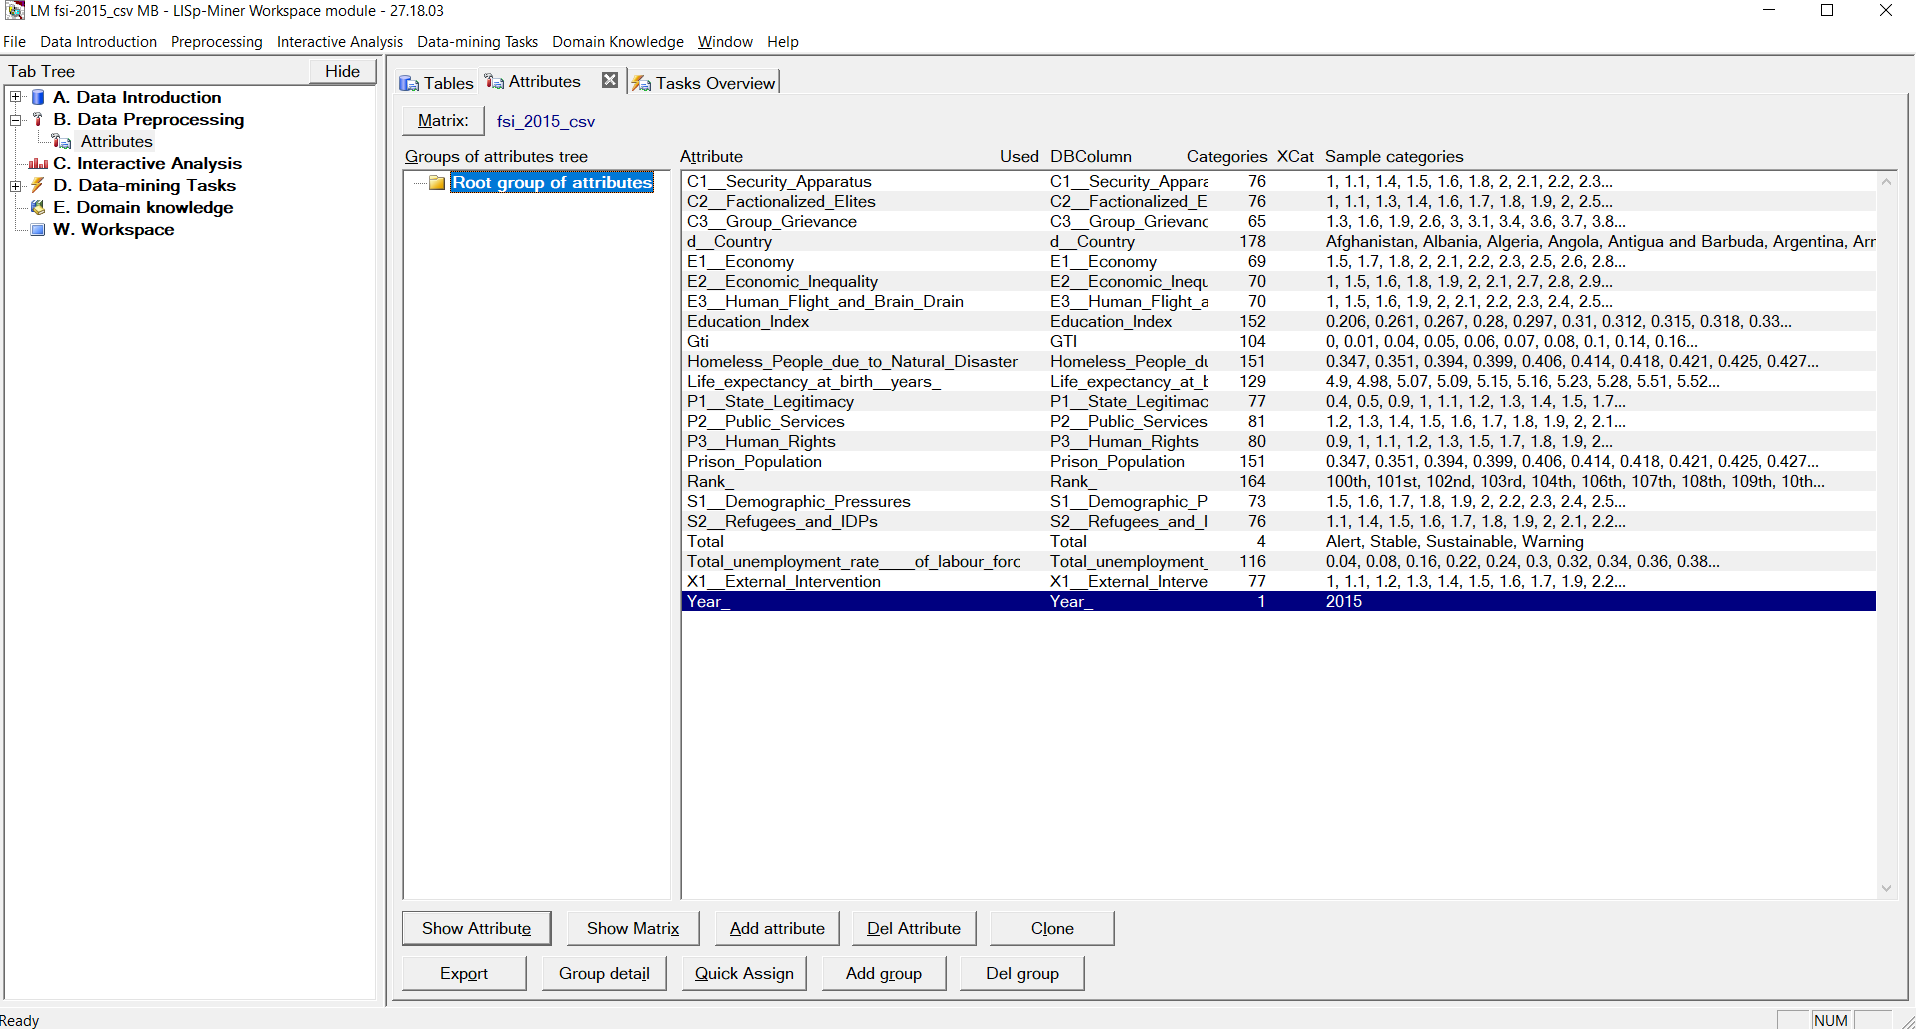 LM fsi-2015_csv MB - LISp-Miner Workspace module - 27.18.03
File Data Introduction Preprocessing Interactive Analysis Data-mining Tasks Domain Knowledge Window Help
Tab Tree Hide
A. Data Introduction
B. Data Preprocessing
Attributes
C. Interactive Analysis
D. Data-mining Tasks
E. Domain knowledge
W. Workspace
Tables Attributes Tasks Overview
Matrix: fsi_2015_csv
Groups of attributes tree
Root group of attributes
Attribute Used DBColumn Categories XCat Sample categories
C1__Security_Apparatus C1__Security_Appara 76 1, 1.1, 1.4, 1.5, 1.6, 1.8, 2, 2.1, 2.2, 2.3...
C2__Factionalized_Elites C2__Factionalized_E 76 1, 1.1, 1.3, 1.4, 1.6, 1.7, 1.8, 1.9, 2, 2.5...
C3__Group_Grievance C3__Group_Grievanc 65 1.3, 1.6, 1.9, 2.6, 3, 3.1, 3.4, 3.6, 3.7, 3.8...
d__Country d__Country 178 Afghanistan, Albania, Algeria, Angola, Antigua and Barbuda, Argentina, Arr
E1__Economy E1__Economy 69 1.5, 1.7, 1.8, 2, 2.1, 2.2, 2.3, 2.5, 2.6, 2.8...
E2__Economic_Inequality E2__Economic_Inequ 70 1, 1.5, 1.6, 1.8, 1.9, 2, 2.1, 2.7, 2.8, 2.9...
E3__Human_Flight_and_Brain_Drain E3__Human_Flight_a 70 1, 1.5, 1.6, 1.9, 2, 2.1, 2.2, 2.3, 2.4, 2.5...
Education_Index Education_Index 152 0.206, 0.261, 0.267, 0.28, 0.297, 0.31, 0.312, 0.315, 0.318, 0.33...
Gti GTI 104 0, 0.01, 0.04, 0.05, 0.06, 0.07, 0.08, 0.1, 0.14, 0.16...
Homeless_People_due_to_Natural_Disaster Homeless_People_du 151 0.347, 0.351, 0.394, 0.399, 0.406, 0.414, 0.418, 0.421, 0.425, 0.427...
Life_expectancy_at_birth__years_ Life_expectancy_at_b 129 4.9, 4.98, 5.07, 5.09, 5.15, 5.16, 5.23, 5.28, 5.51, 5.52...
P1__State_Legitimacy P1__State_Legitimac 77 0.4, 0.5, 0.9, 1, 1.1, 1.2, 1.3, 1.4, 1.5, 1.7...
P2__Public_Services P2__Public_Services 81 1.2, 1.3, 1.4, 1.5, 1.6, 1.7, 1.8, 1.9, 2, 2.1...
P3__Human_Rights P3__Human_Rights 80 0.9, 1, 1.1, 1.2, 1.3, 1.5, 1.7, 1.8, 1.9, 2...
Prison_Population Prison_Population 151 0.347, 0.351, 0.394, 0.399, 0.406, 0.414, 0.418, 0.421, 0.425, 0.427...
Rank_ Rank_ 164 100th, 101st, 102nd, 103rd, 104th, 106th, 107th, 108th, 109th, 10th...
S1__Demographic_Pressures S1__Demographic_P 73 1.5, 1.6, 1.7, 1.8, 1.9, 2, 2.2, 2.3, 2.4, 2.5...
S2__Refugees_and_IDPs S2__Refugees_and_I 76 1.1, 1.4, 1.5, 1.6, 1.7, 1.8, 1.9, 2, 2.1, 2.2...
Total Total 4 Alert, Stable, Sustainable, Warning
Total_unemployment_rate____of_labour_forc Total_unemployment_ 116 0.04, 0.08, 0.16, 0.22, 0.24, 0.3, 0.32, 0.34, 0.36, 0.38...
X1__External_Intervention X1__External_Interve 77 1, 1.1, 1.2, 1.3, 1.4, 1.5, 1.6, 1.7, 1.9, 2.2...
Year_ Year_ 1 2015
Show Attribute Show Matrix Add attribute Del Attribute Clone
Export Group detail Quick Assign Add group Del group
Ready NUM